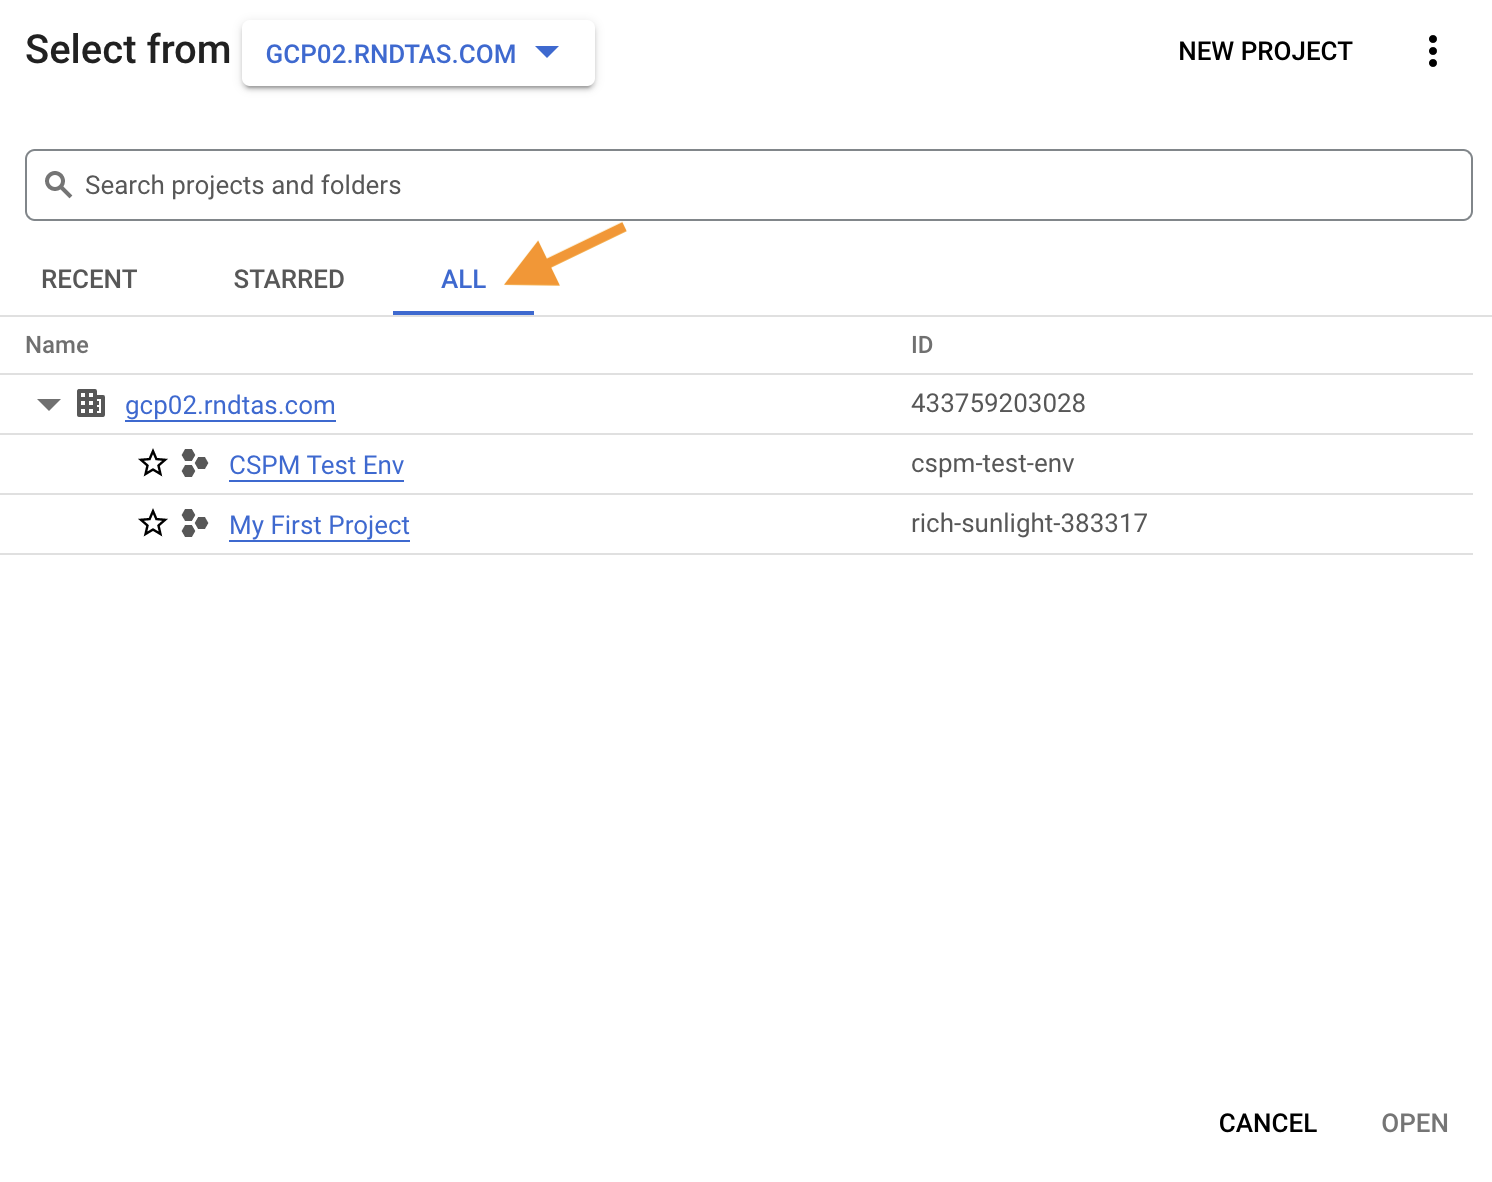 Select from GCP02.RNDTAS.COM NEW PROJECT
Search projects and folders
RECENT STARRED ALL
Name ID
gcp02.rndtas.com 433759203028
CSPM Test Env cspm-test-env
My First Project rich-sunlight-383317
CANCEL OPEN